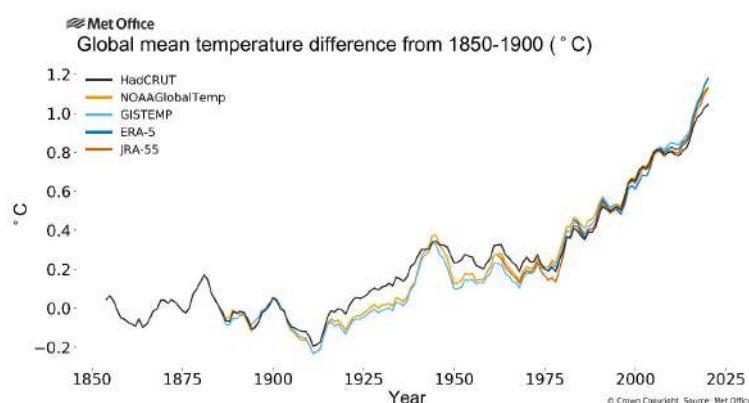 Met Office
Global mean temperature difference from 1850-1900 (°C)
HadCRUT
NOAAGlobalTemp
GISTEMP
ERA-5
JRA-55
°C
1.2
1.0
0.8
0.6
0.4
0.2
0.0
−0.2
1850 1875 1900 1925 1950 1975 2000 2025
Year
© Crown Copyright. Source: Met Office